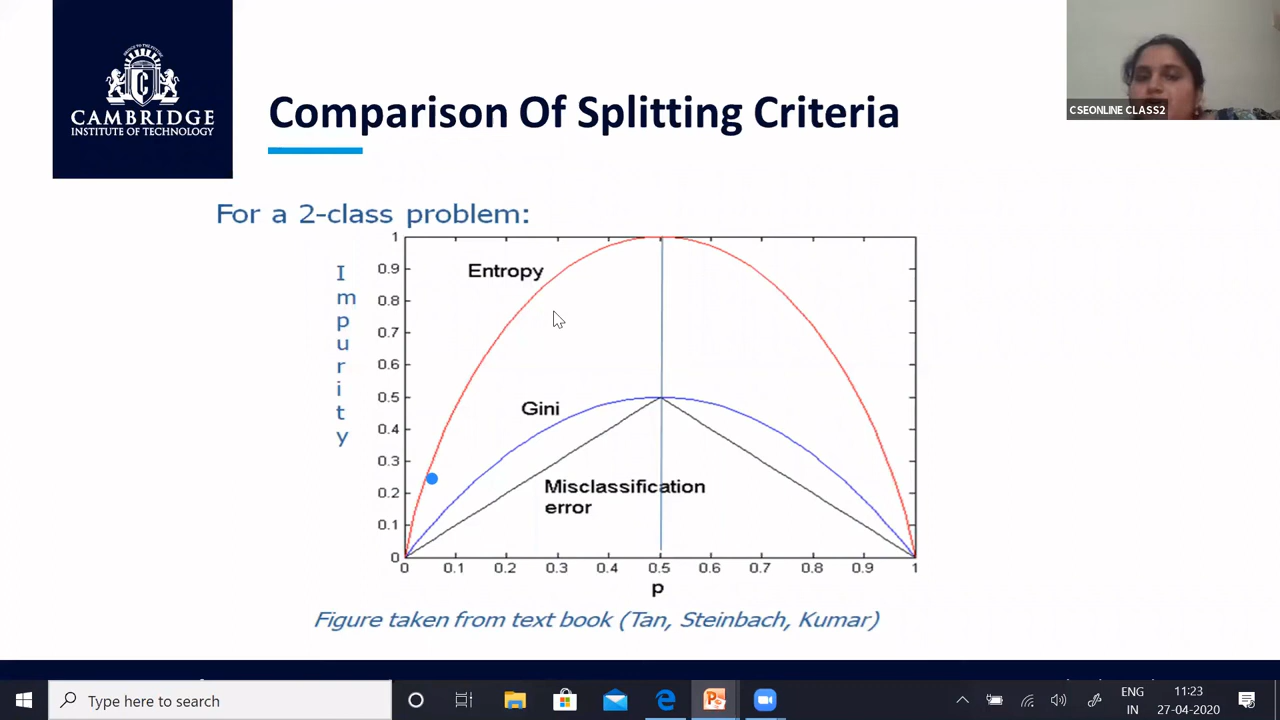 CAMBRIDGE
INSTITUTE OF TECHNOLOGY
Comparison Of Splitting Criteria
CSEONLINE CLASS2
For a 2-class problem:
Impurity
1
0.9
0.8
0.7
0.6
0.5
0.4
0.3
0.2
0.1
0
Entropy
Gini
Misclassification
error
0 0.1 0.2 0.3 0.4 0.5 0.6 0.7 0.8 0.9 1
p
Figure taken from text book (Tan, Steinbach, Kumar)
Type here to search
ENG
IN
11:23
27-04-2020